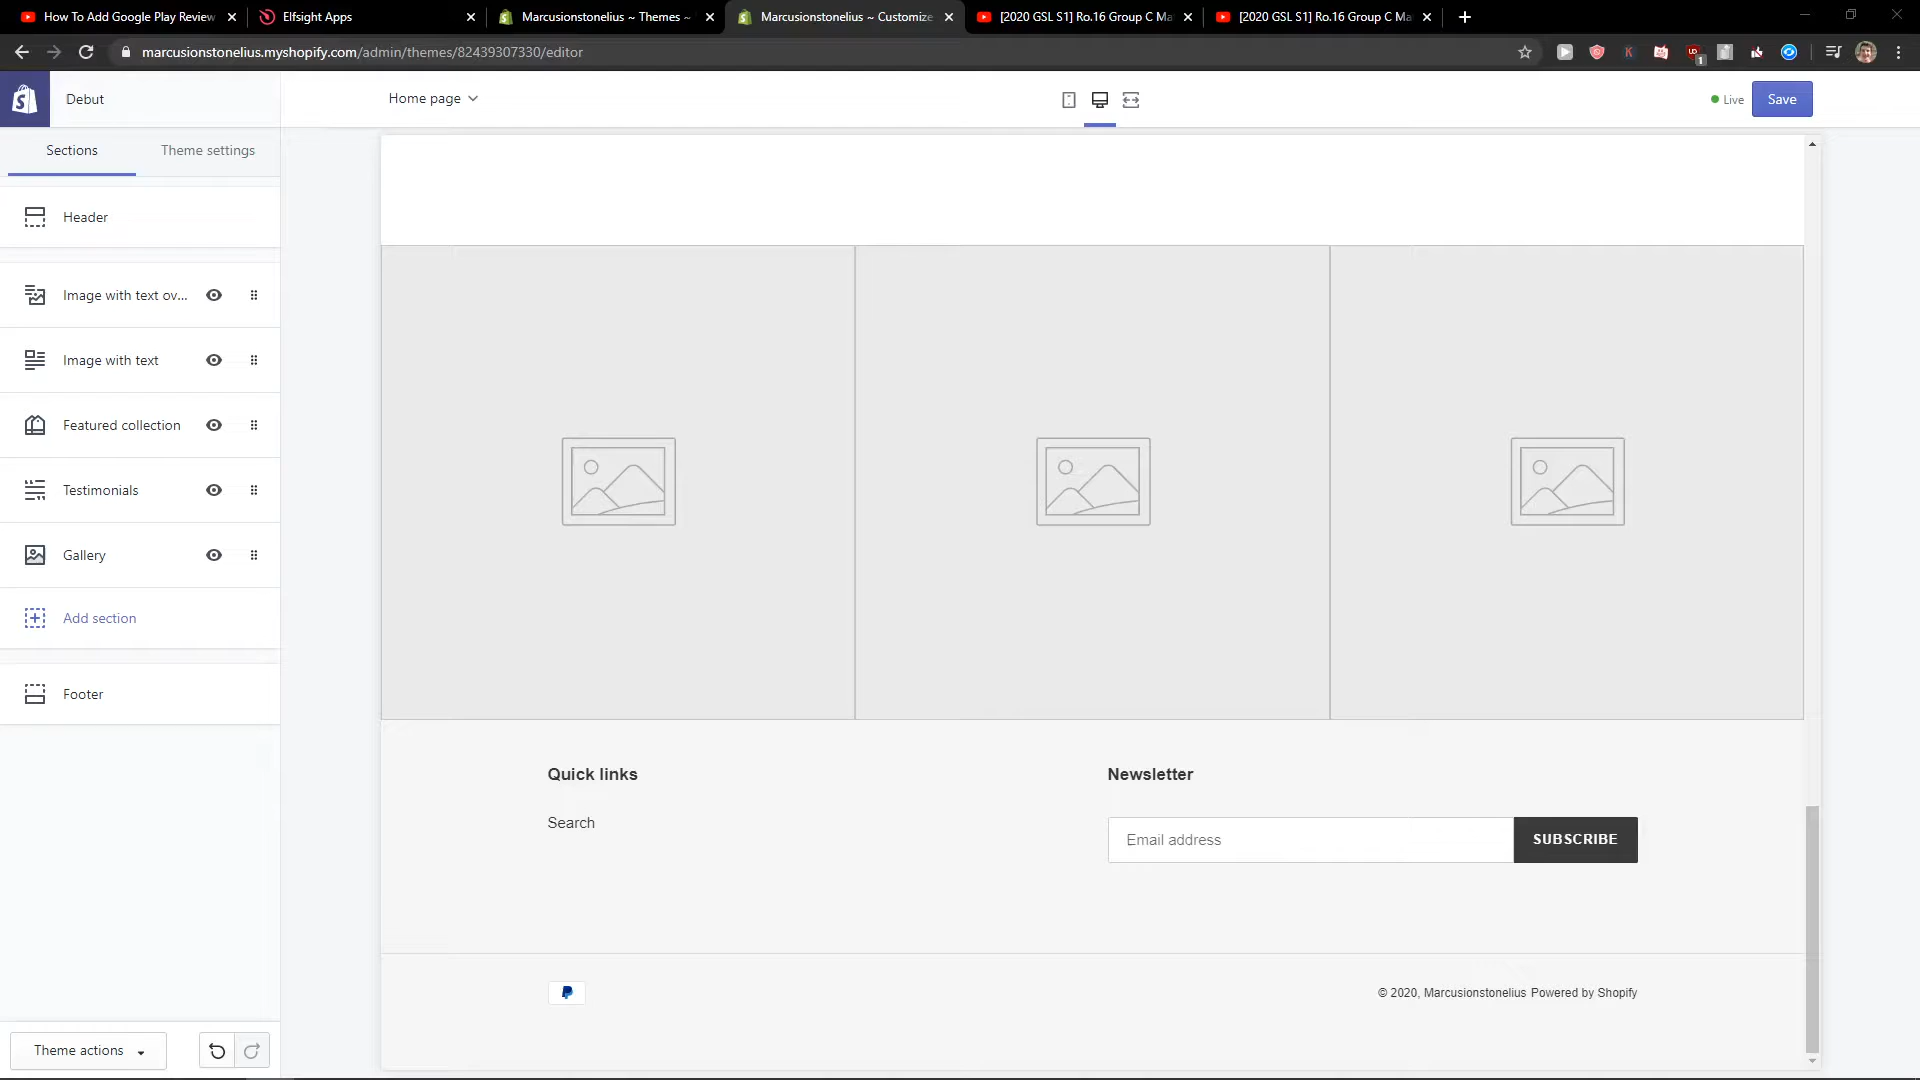 How To Add Google Play Review
Elfsight Apps
Marcusionstonelius ~ Themes ~
Marcusionstonelius ~ Customize
[2020 GSL S1] Ro.16 Group C Ma
[2020 GSL S1] Ro.16 Group C Ma
marcusionstonelius.myshopify.com/admin/themes/82439307330/editor
1
Debut
Home page
Live
Save
Sections
Theme settings
Header
Image with text ov...
Image with text
Featured collection
Testimonials
Gallery
Add section
Footer
Quick links
Newsletter
Search
Email address
SUBSCRIBE
© 2020, Marcusionstonelius Powered by Shopify
Theme actions